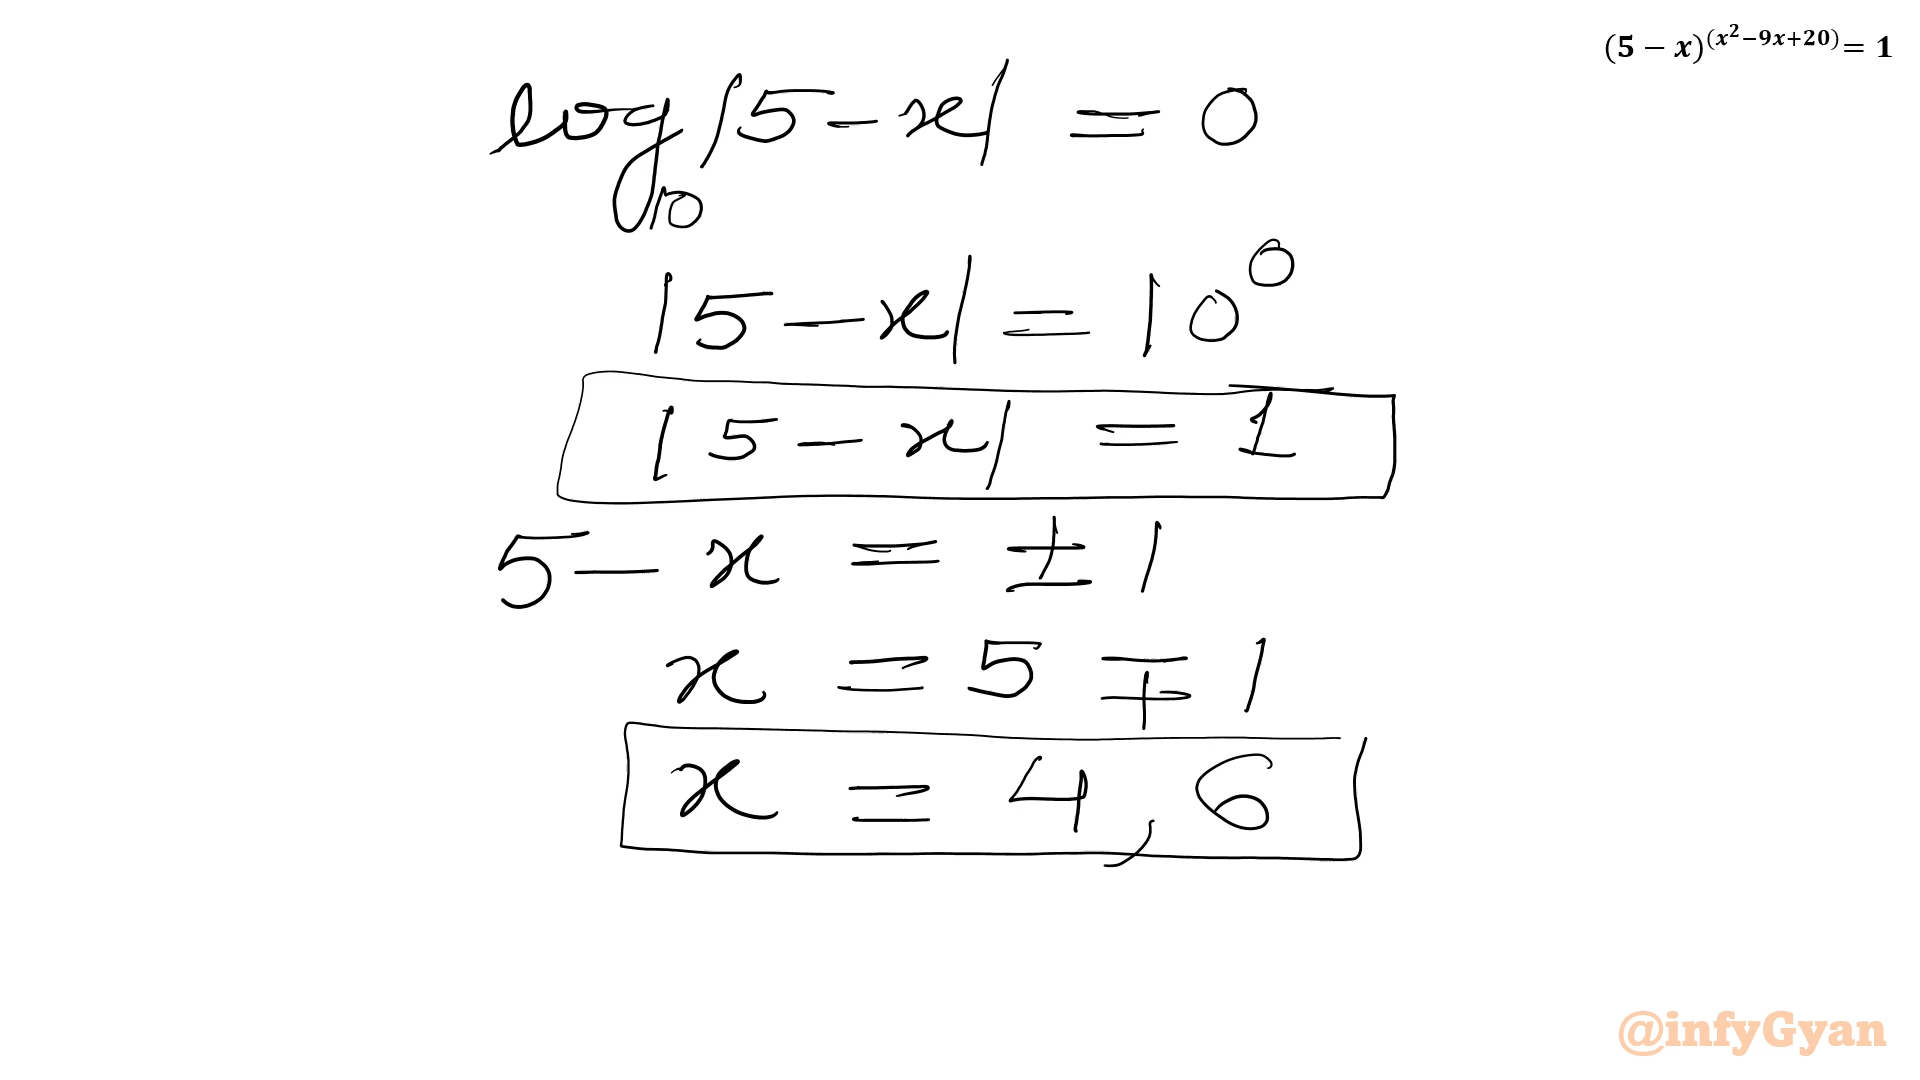 (5 − x)^(x² − 9x + 20) = 1
log₁₀ |5 − x| = 0
|5 − x| = 10⁰
|5 − x| = 1
5 − x = ± 1
x = 5 ∓ 1
x = 4, 6
@infyGyan